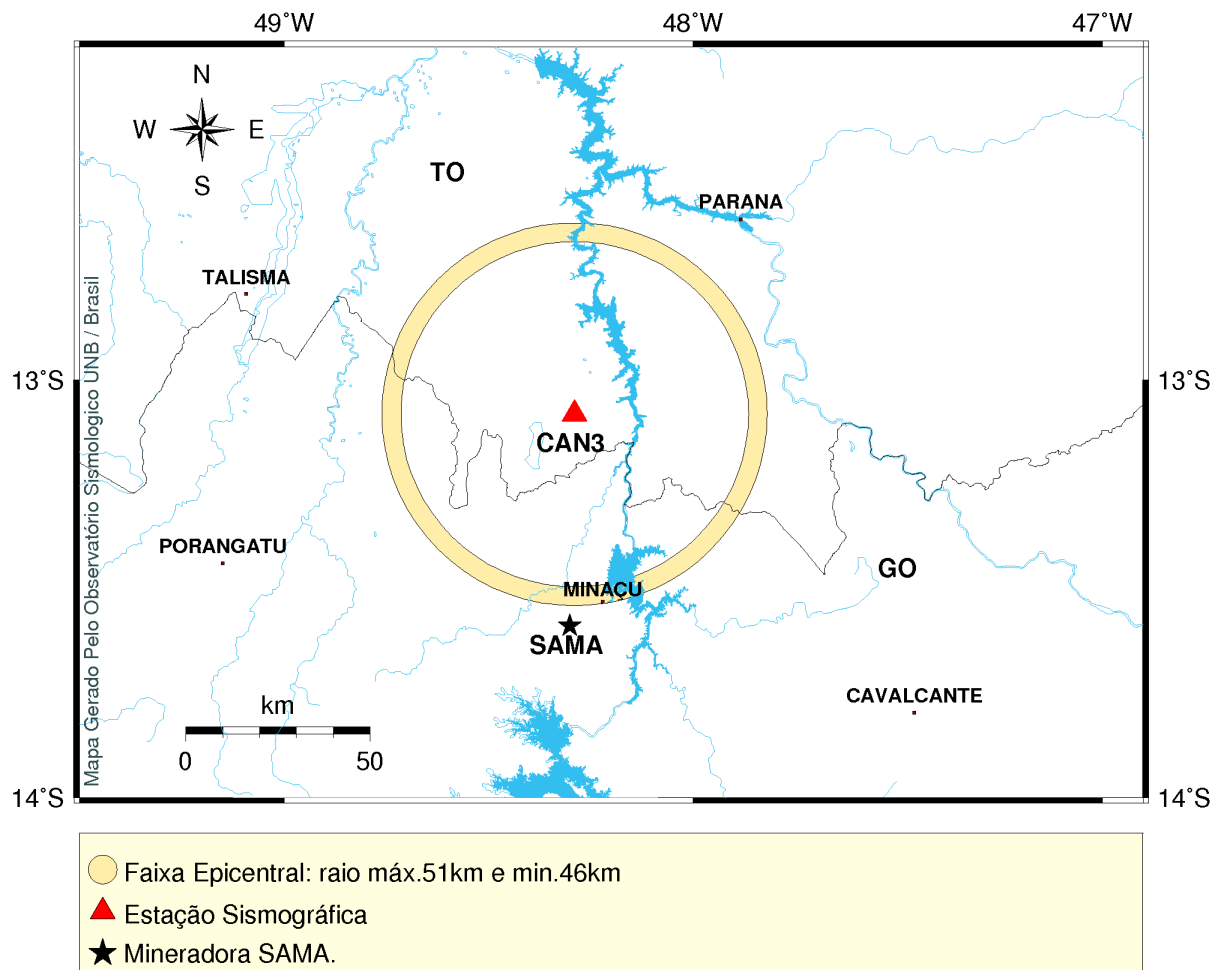 49°W 48°W 47°W
N
W E
S
TO
PARANA
TALISMA
13°S 13°S
CAN3
PORANGATU
GO
MINAÇU
SAMA
CAVALCANTE
km
0 50
14°S 14°S
Mapa Gerado Pelo Observatório Sismologico UNB / Brasil
Faixa Epicentral: raio máx.51km e min.46km
Estação Sismográfica
Mineradora SAMA.